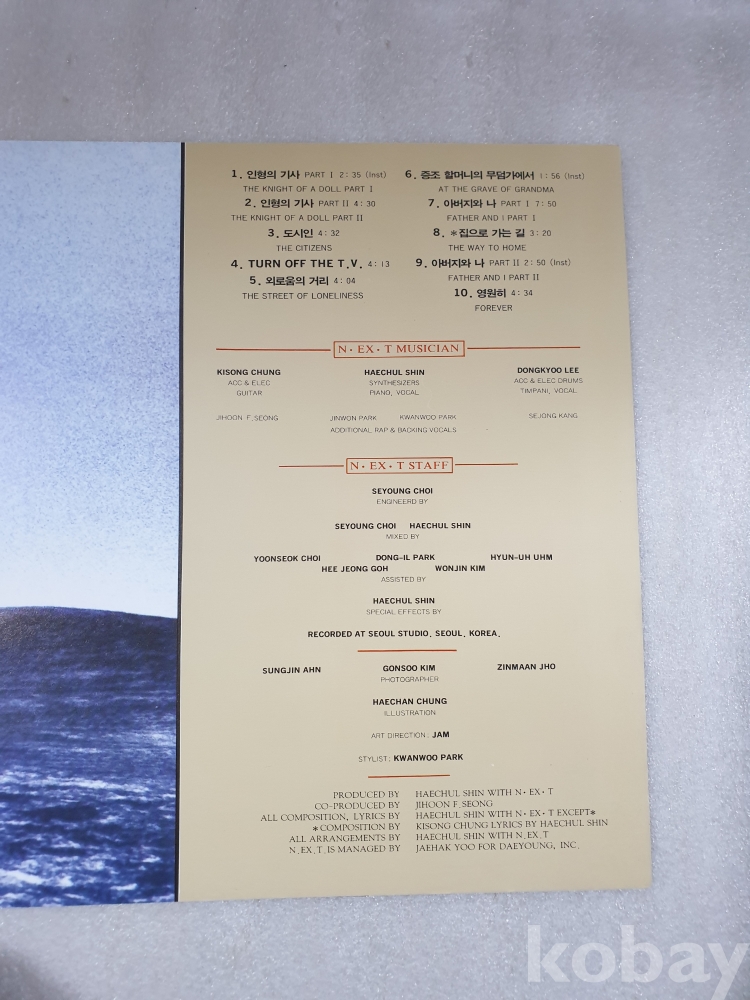 1. 인형의 기사 PART I 2:35 (Inst)
THE KNIGHT OF A DOLL PART I
2. 인형의 기사 PART II 4:30
THE KNIGHT OF A DOLL PART II
3. 도시인 4:32
THE CITIZENS
4. TURN OFF THE T.V. 4:13
5. 외로움의 거리 4:04
THE STREET OF LONELINESS
6. 증조 할머니의 무덤가에서 1:56 (Inst)
AT THE GRAVE OF GRANDMA
7. 아버지와 나 PART I 7:50
FATHER AND I PART I
8. *집으로 가는 길 3:20
THE WAY TO HOME
9. 아버지와 나 PART II 2:50 (Inst)
FATHER AND I PART II
10. 영원히 4:34
FOREVER
N·EX·T MUSICIAN
KISONG CHUNG HAECHUL SHIN DONGKYOO LEE
ACC & ELEC SYNTHESIZERS ACC & ELEC DRUMS
GUITAR PIANO, VOCAL TIMPANI, VOCAL
JIHOON F. SEONG JINWON PARK KWANWOO PARK SEJONG KANG
ADDITIONAL RAP & BACKING VOCALS
N·EX·T STAFF
SEYOUNG CHOI
ENGINEERD BY
SEYOUNG CHOI HAECHUL SHIN
MIXED BY
YOONSEOK CHOI DONG-IL PARK HYUN-UH UHM
HEE JEONG GOH WONJIN KIM
ASSISTED BY
HAECHUL SHIN
SPECIAL EFFECTS BY
RECORDED AT SEOUL STUDIO, SEOUL, KOREA.
SUNGJIN AHN GONSOO KIM ZINMAAN JHO
PHOTOGRAPHER
HAECHAN CHUNG
ILLUSTRATION
ART DIRECTION: JAM
STYLIST: KWANWOO PARK
PRODUCED BY HAECHUL SHIN WITH N·EX·T
CO-PRODUCED BY JIHOON F. SEONG
ALL COMPOSITION, LYRICS BY HAECHUL SHIN WITH N·EX·T EXCEPT*
*COMPOSITION BY KISONG CHUNG LYRICS BY HAECHUL SHIN
ALL ARRANGEMENTS BY HAECHUL SHIN WITH N.EX.T
N.EX.T. IS MANAGED BY JAEHAK YOO FOR DAEYOUNG, INC.
kobay